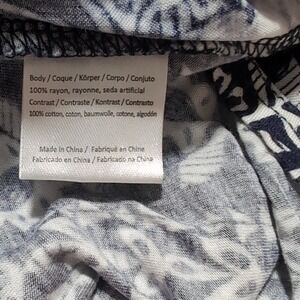 Body / Coque / Körper / Corpo / Conjuto
100% rayon, rayonne, seda artificial
Contrast / Contraste / Kontrast / Contrasto
100% cotton, coton, baumwolle, cotone, algodón
Made in China / Fabriqué en Chine
Fabricado en China / Fabricado na China